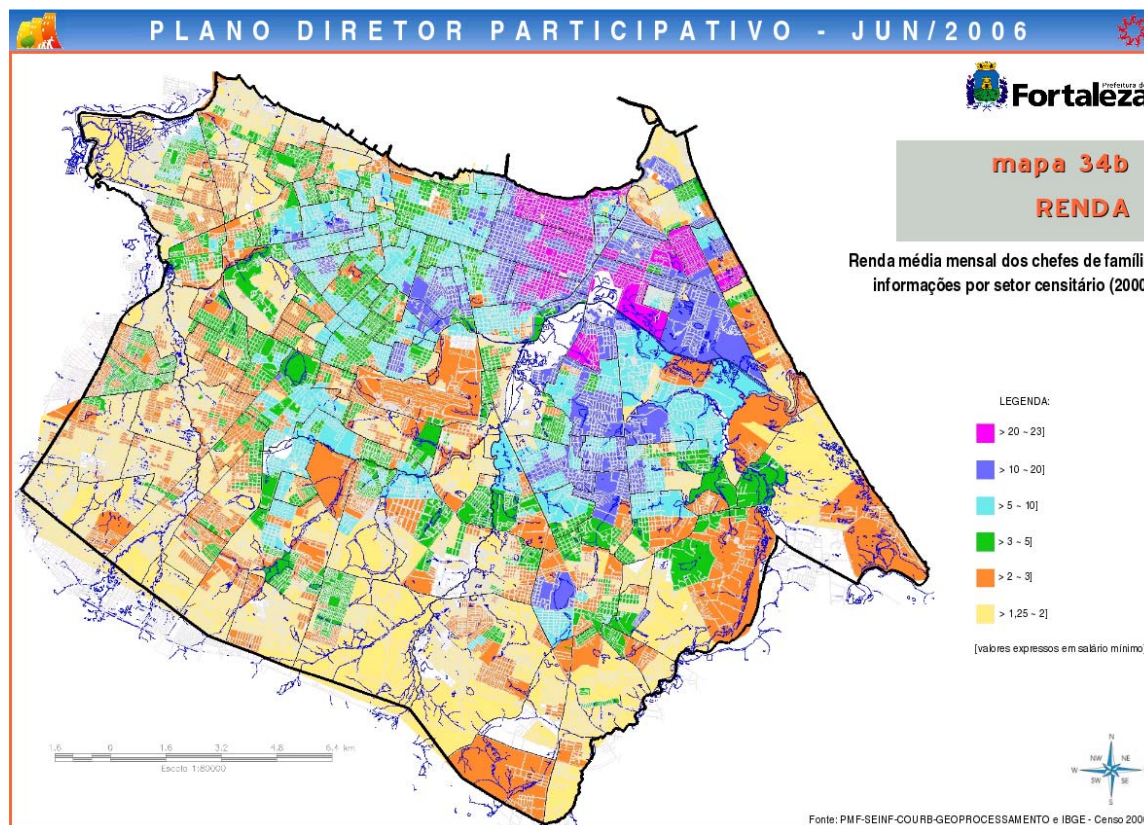 PLANO DIRETOR PARTICIPATIVO - JUN/2006
Prefeitura de
Fortaleza
mapa 34b
RENDA
Renda média mensal dos chefes de famíli
informações por setor censitário (2000
LEGENDA:
> 20 ~ 23]
> 10 ~ 20]
> 5 ~ 10]
> 3 ~ 5]
> 2 ~ 3]
> 1,25 ~ 2]
[valores expressos em salário mínimo]
1.6 0 1.6 3.2 4.8 6.4 km
Escala 1:80000
N
NW NE
W E
SW SE
S
Fonte: PMF-SEINF-COURB-GEOPROCESSAMENTO e IBGE - Censo 200